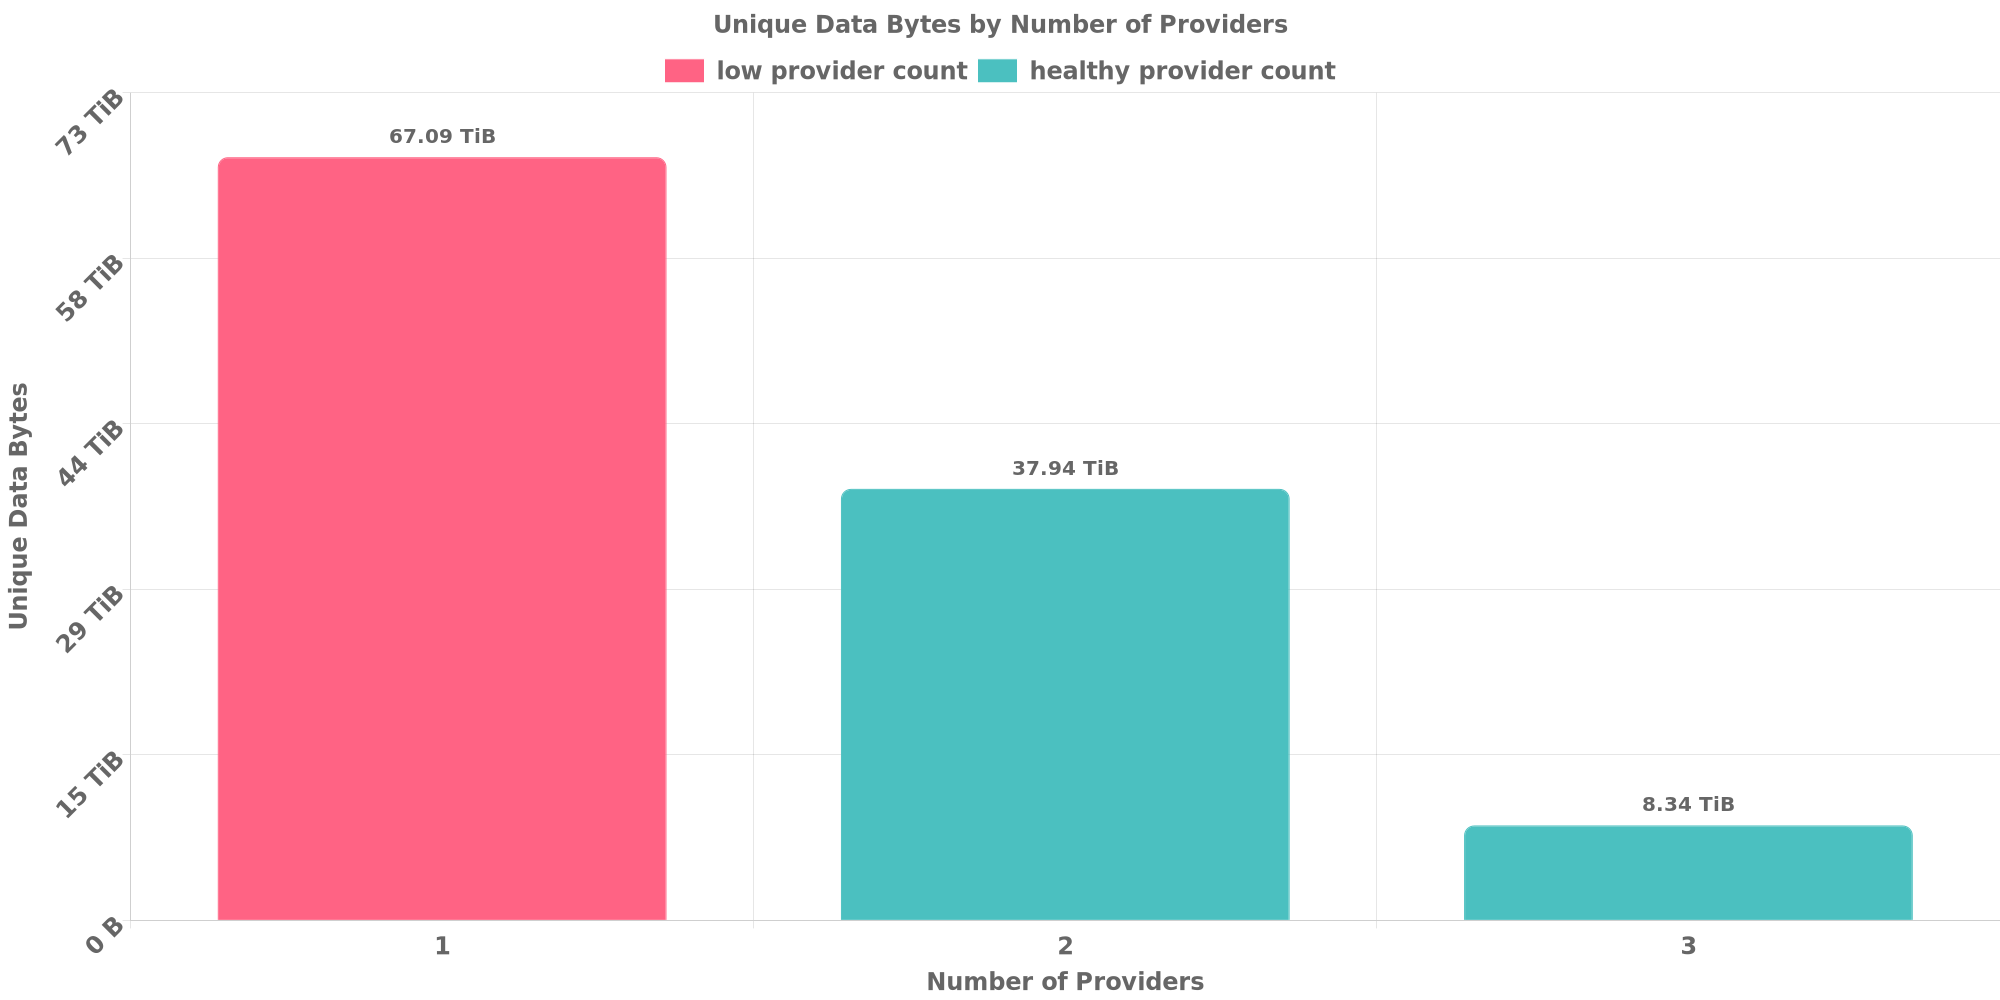 Unique Data Bytes by Number of Providers
low provider count healthy provider count
73 TiB
67.09 TiB
58 TiB
44 TiB
37.94 TiB
29 TiB
15 TiB
8.34 TiB
0 B
Unique Data Bytes
1 2 3
Number of Providers